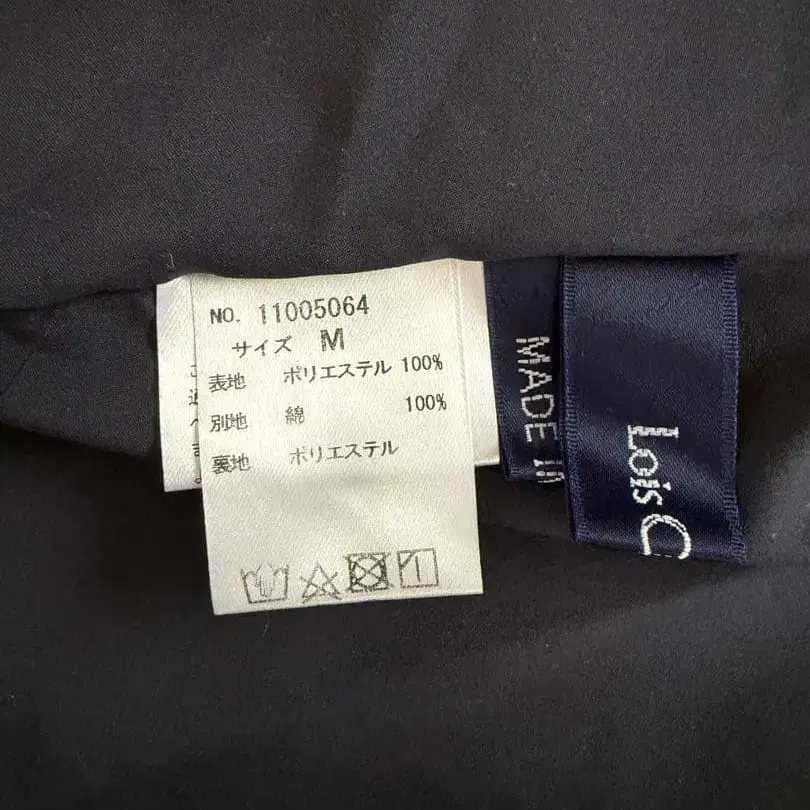 NO. 11005064
サイズ M
表地 ポリエステル 100%
別地 綿 100%
裏地 ポリエステル
MADE IN
Lois C